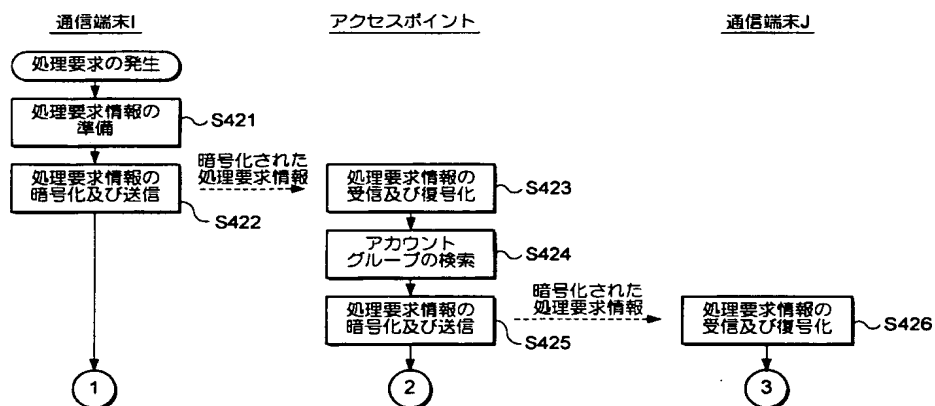 通信端末I
アクセスポイント
通信端末J
処理要求の発生
処理要求情報の
準備
S421
処理要求情報の
暗号化及び送信
S422
暗号化された
処理要求情報
処理要求情報の
受信及び復号化
S423
アカウント
グループの検索
S424
処理要求情報の
暗号化及び送信
S425
暗号化された
処理要求情報
処理要求情報の
受信及び復号化
S426
1
2
3